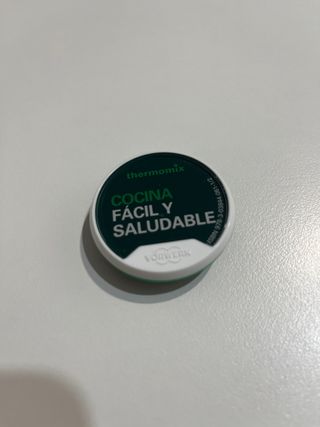 thermomix
COCINA
FÁCIL Y
SALUDABLE
VORWERK